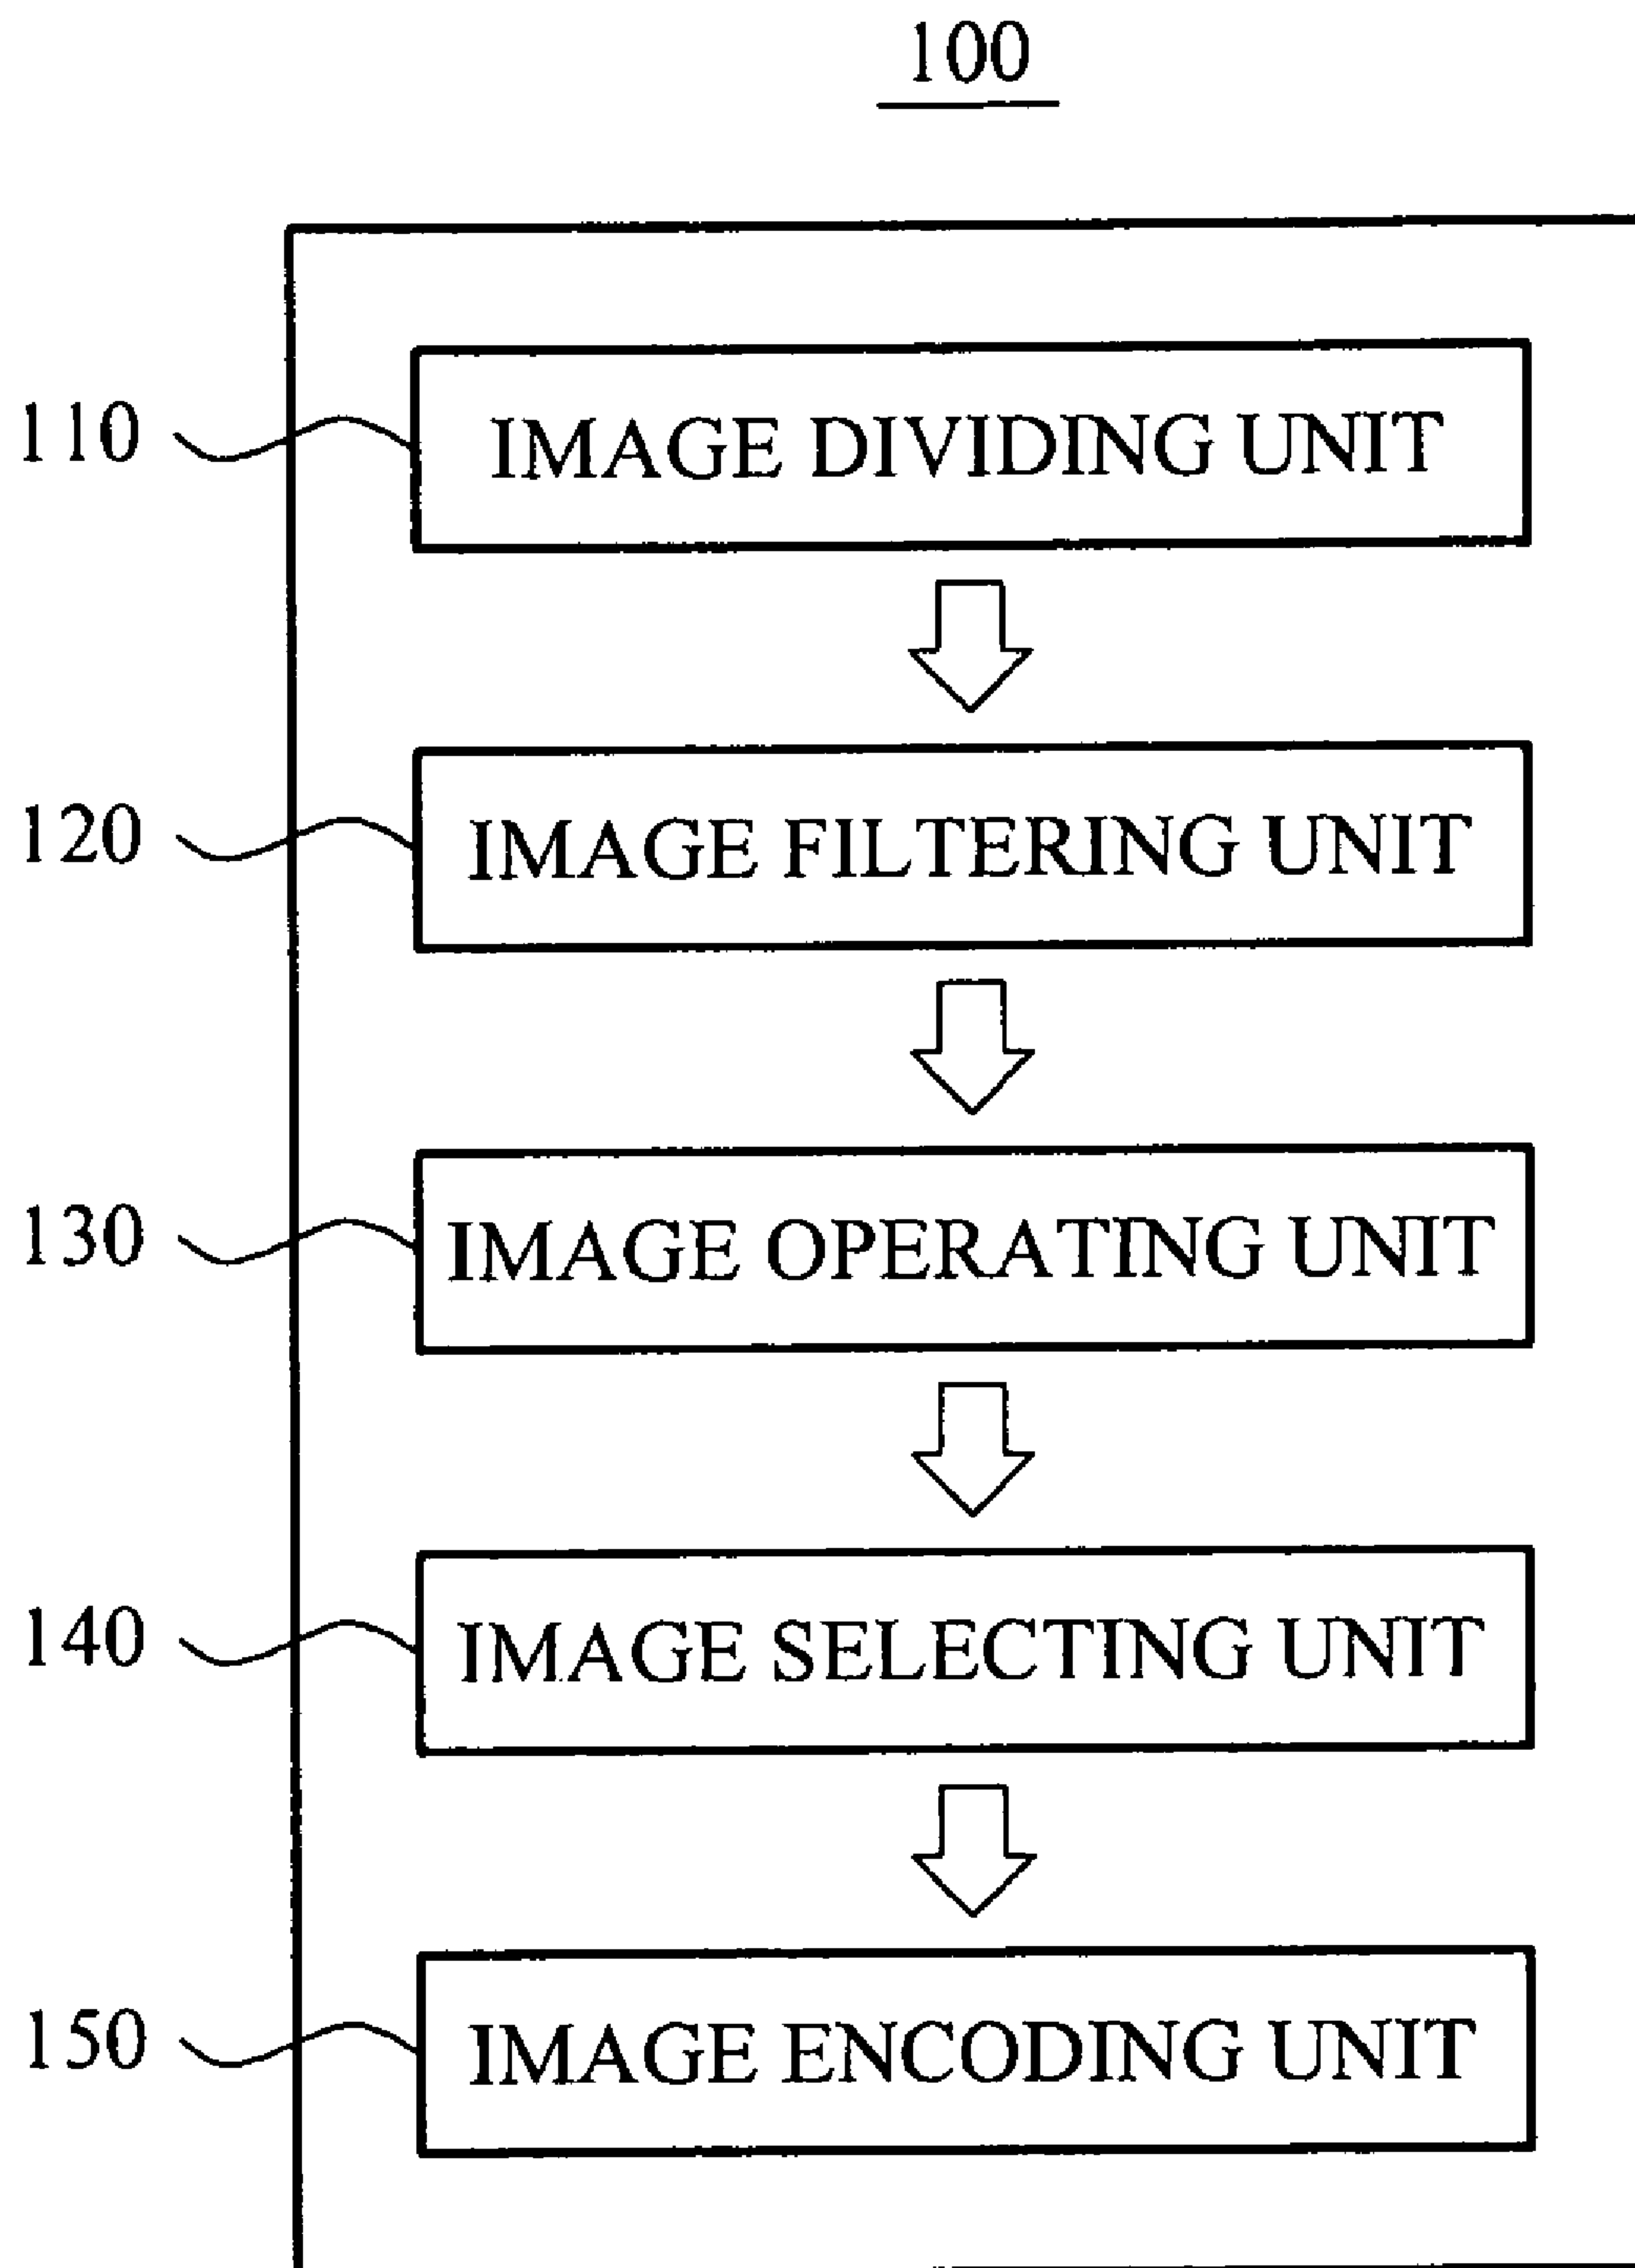 100
110 IMAGE DIVIDING UNIT
120 IMAGE FILTERING UNIT
130 IMAGE OPERATING UNIT
140 IMAGE SELECTING UNIT
150 IMAGE ENCODING UNIT